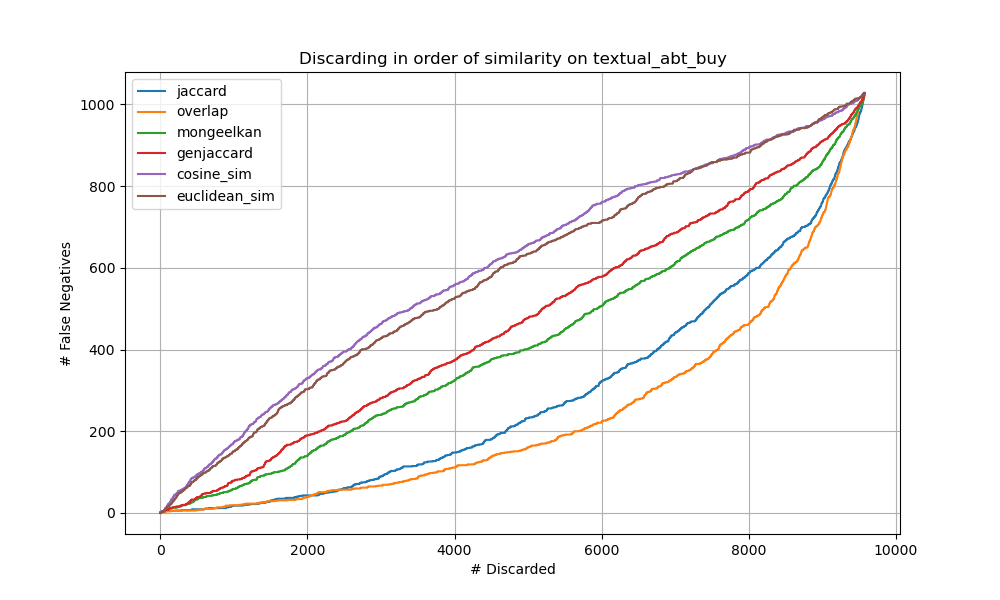 Discarding in order of similarity on textual_abt_buy
jaccard
overlap
mongeelkan
genjaccard
cosine_sim
euclidean_sim
# False Negatives
1000
800
600
400
200
0
0 2000 4000 6000 8000 10000
# Discarded